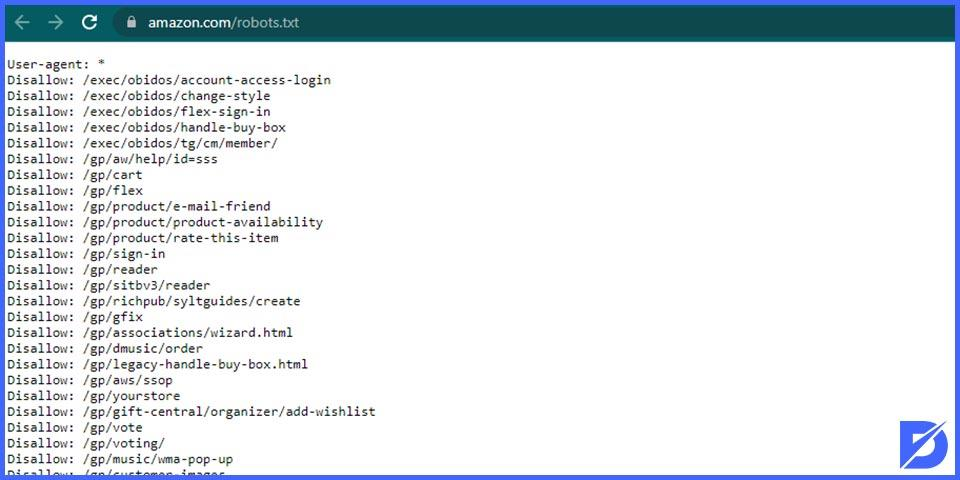 amazon.com/robots.txt
User-agent: *
Disallow: /exec/obidos/account-access-login
Disallow: /exec/obidos/change-style
Disallow: /exec/obidos/flex-sign-in
Disallow: /exec/obidos/handle-buy-box
Disallow: /exec/obidos/tg/cm/member/
Disallow: /gp/aw/help/id=sss
Disallow: /gp/cart
Disallow: /gp/flex
Disallow: /gp/product/e-mail-friend
Disallow: /gp/product/product-availability
Disallow: /gp/product/rate-this-item
Disallow: /gp/sign-in
Disallow: /gp/reader
Disallow: /gp/sitbv3/reader
Disallow: /gp/richpub/syltguides/create
Disallow: /gp/gfix
Disallow: /gp/associations/wizard.html
Disallow: /gp/dmusic/order
Disallow: /gp/legacy-handle-buy-box.html
Disallow: /gp/aws/ssop
Disallow: /gp/yourstore
Disallow: /gp/gift-central/organizer/add-wishlist
Disallow: /gp/vote
Disallow: /gp/voting/
Disallow: /gp/music/wma-pop-up
Disallow: /gp/customer-images